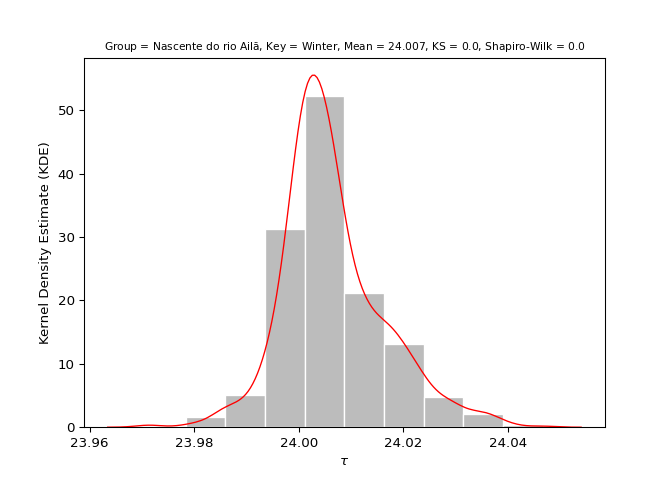 Group = Nascente do rio Ailã, Key = Winter, Mean = 24.007, KS = 0.0, Shapiro-Wilk = 0.0
Kernel Density Estimate (KDE)
50
40
30
20
10
0
23.96 23.98 24.00 24.02 24.04
τ